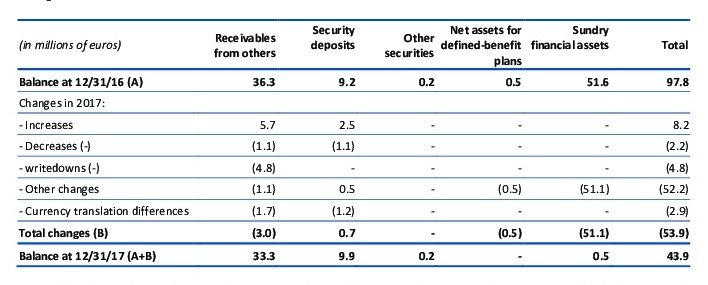 (in millions of euros) Receivables from others Security deposits Other securities Net assets for defined-benefit plans Sundry financial assets Total
Balance at 12/31/16 (A) 36.3 9.2 0.2 0.5 51.6 97.8
Changes in 2017:
- Increases 5.7 2.5 - - - 8.2
- Decreases (-) (1.1) (1.1) - - - (2.2)
- writedowns (-) (4.8) - - - - (4.8)
- Other changes (1.1) 0.5 - (0.5) (51.1) (52.2)
- Currency translation differences (1.7) (1.2) - - - (2.9)
Total changes (B) (3.0) 0.7 - (0.5) (51.1) (53.9)
Balance at 12/31/17 (A+B) 33.3 9.9 0.2 - 0.5 43.9